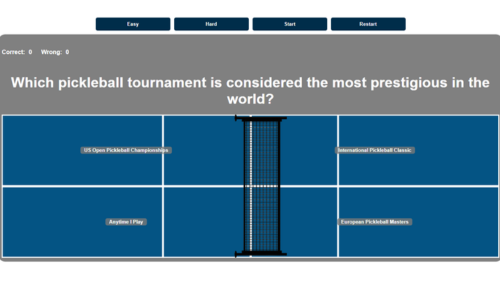 Easy Hard Start Restart
Correct: 0 Wrong: 0
Which pickleball tournament is considered the most prestigious in the
world?
US Open Pickleball Championships International Pickleball Classic
Anytime I Play European Pickleball Masters